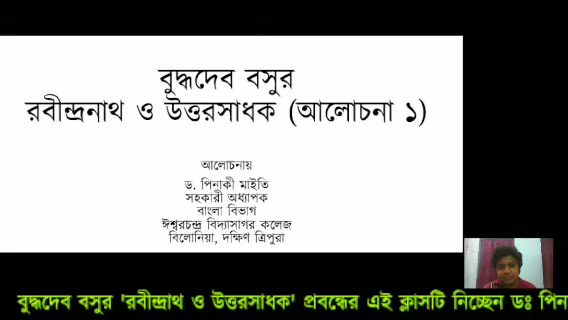 বুদ্ধদেব বসুর
রবীন্দ্রনাথ ও উত্তরসাধক (আলোচনা ১)
আলোচনায়
ড. পিনাকী মাইতি
সহকারী অধ্যাপক
বাংলা বিভাগ
ঈশ্বরচন্দ্র বিদ্যাসাগর কলেজ
বিলোনিয়া, দক্ষিণ ত্রিপুরা
বুদ্ধদেব বসুর 'রবীন্দ্রাথ ও উত্তরসাধক' প্রবন্ধের এই ক্লাসটি নিচ্ছেন ডঃ পিন